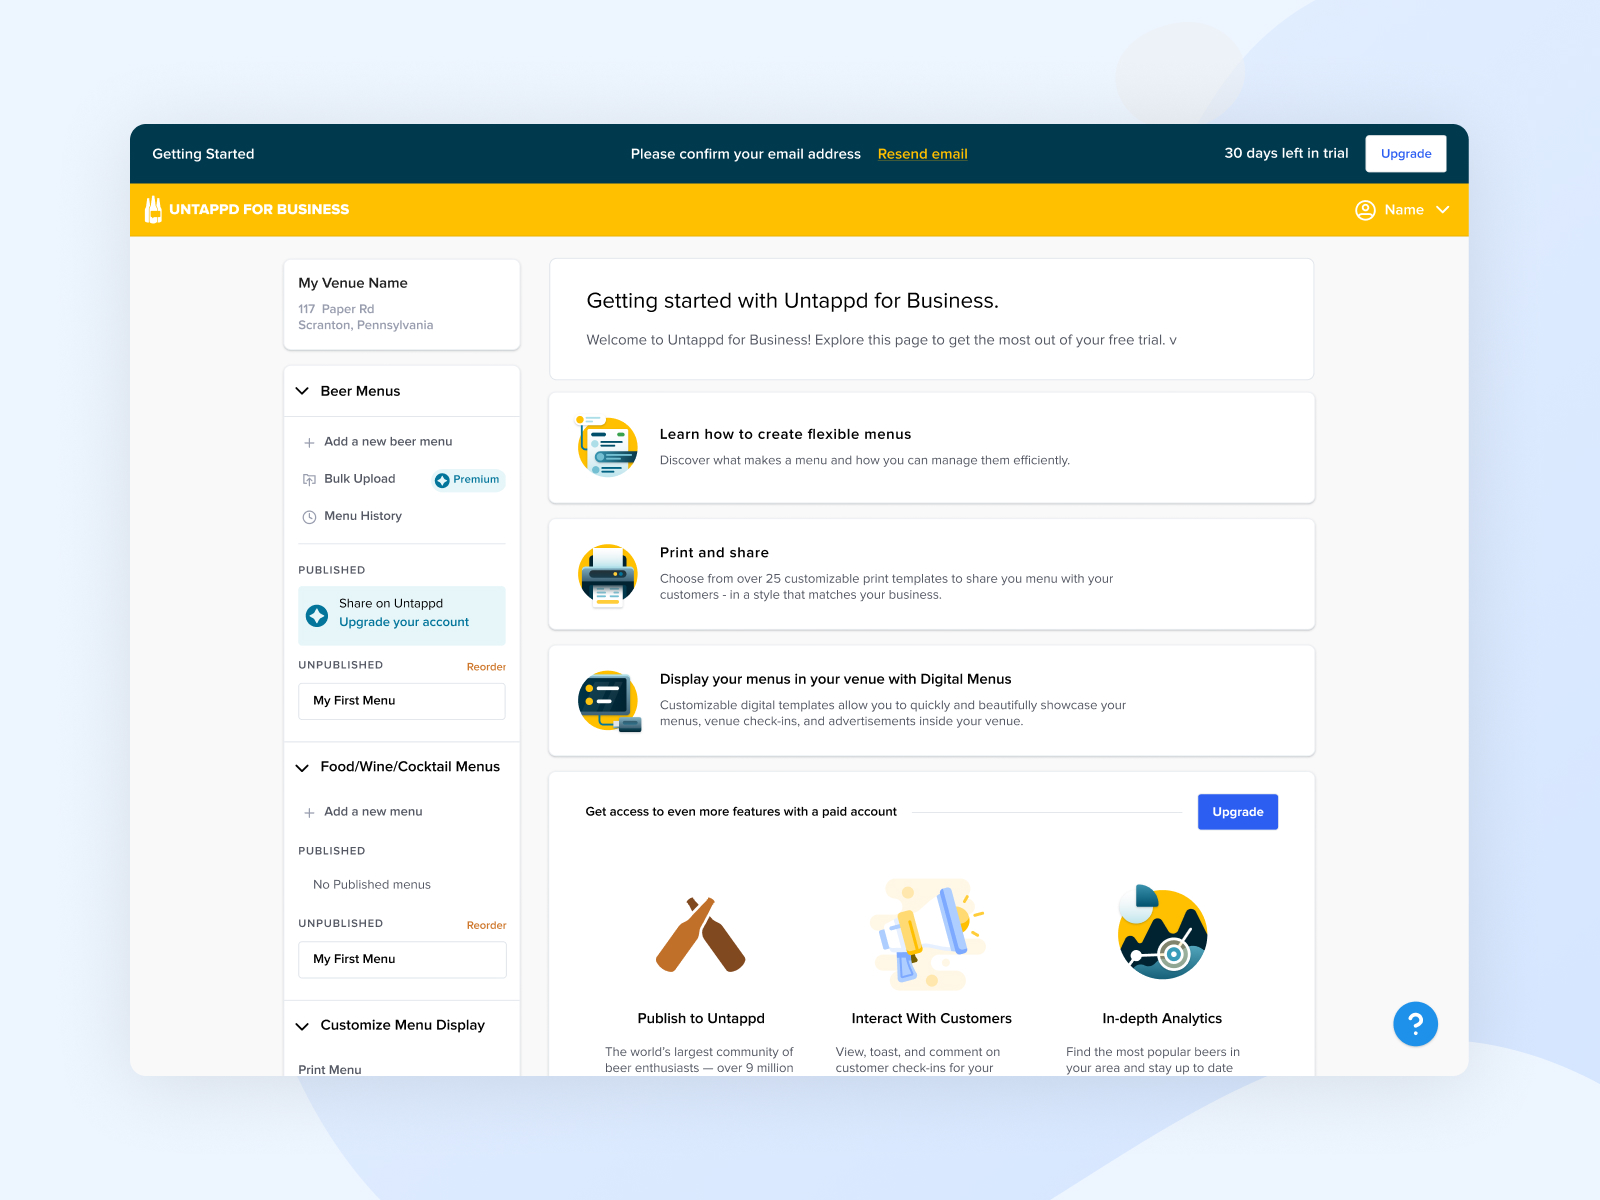 Getting Started
Please confirm your email address Resend email
30 days left in trial
Upgrade
UNTAPPD FOR BUSINESS
Name
My Venue Name
117 Paper Rd
Scranton, Pennsylvania
Beer Menus
Add a new beer menu
Bulk Upload
Premium
Menu History
PUBLISHED
Share on Untappd
Upgrade your account
UNPUBLISHED
Reorder
My First Menu
Food/Wine/Cocktail Menus
Add a new menu
PUBLISHED
No Published menus
UNPUBLISHED
Reorder
My First Menu
Customize Menu Display
Print Menu
Getting started with Untappd for Business.
Welcome to Untappd for Business! Explore this page to get the most out of your free trial. v
Learn how to create flexible menus
Discover what makes a menu and how you can manage them efficiently.
Print and share
Choose from over 25 customizable print templates to share you menu with your
customers - in a style that matches your business.
Display your menus in your venue with Digital Menus
Customizable digital templates allow you to quickly and beautifully showcase your
menus, venue check-ins, and advertisements inside your venue.
Get access to even more features with a paid account
Upgrade
Publish to Untappd
The world's largest community of
beer enthusiasts — over 9 million
Interact With Customers
View, toast, and comment on
customer check-ins for your
In-depth Analytics
Find the most popular beers in
your area and stay up to date
?